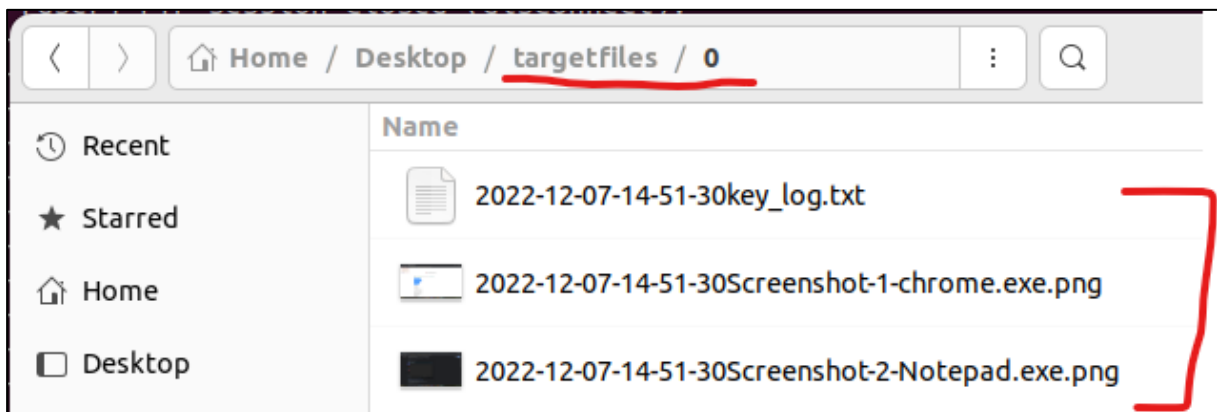 Home / Desktop / targetfiles / 0
Name
Recent
2022-12-07-14-51-30key_log.txt
Starred
2022-12-07-14-51-30Screenshot-1-chrome.exe.png
Home
2022-12-07-14-51-30Screenshot-2-Notepad.exe.png
Desktop